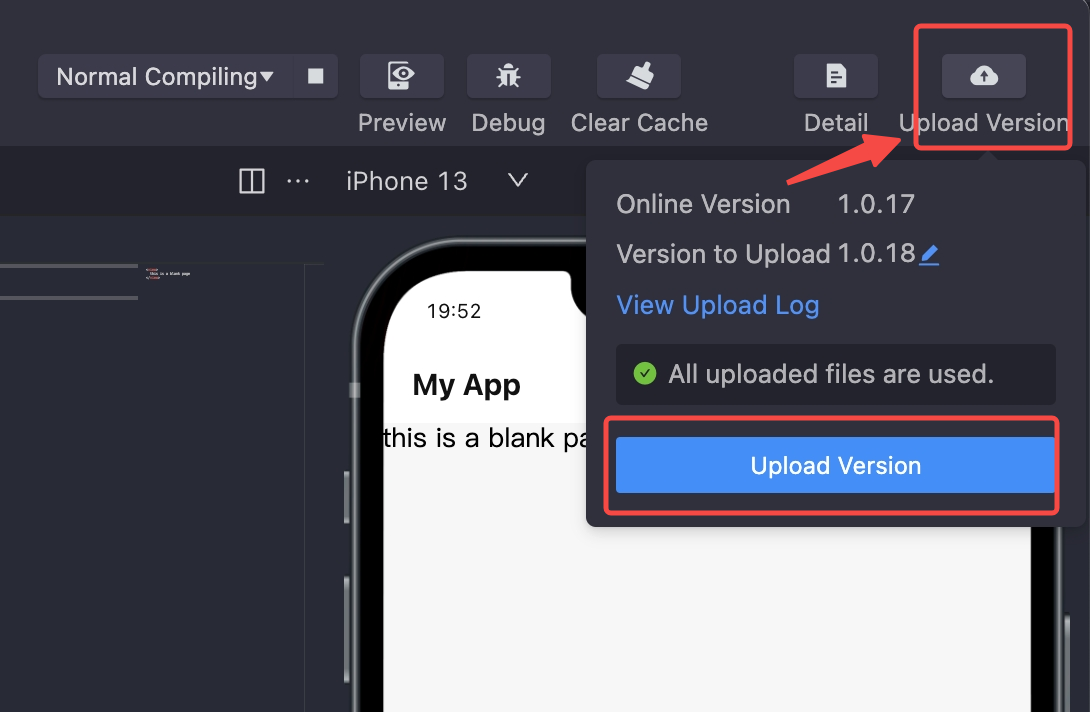 Normal Compiling
Preview
Debug
Clear Cache
Detail
Upload Version
iPhone 13
Online Version 1.0.17
Version to Upload 1.0.18
View Upload Log
All uploaded files are used.
Upload Version
this is a blank page
19:52
My App
this is a blank pa